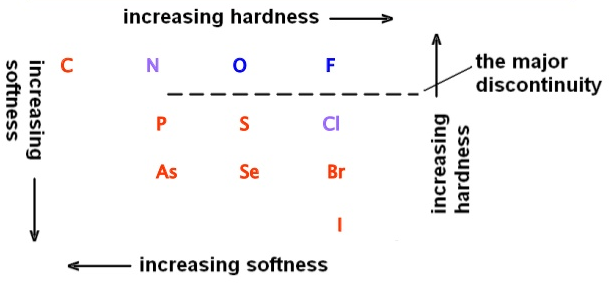 increasing hardness
C N O F
the major
discontinuity
increasing
softness
P S Cl
increasing
hardness
As Se Br
I
increasing softness